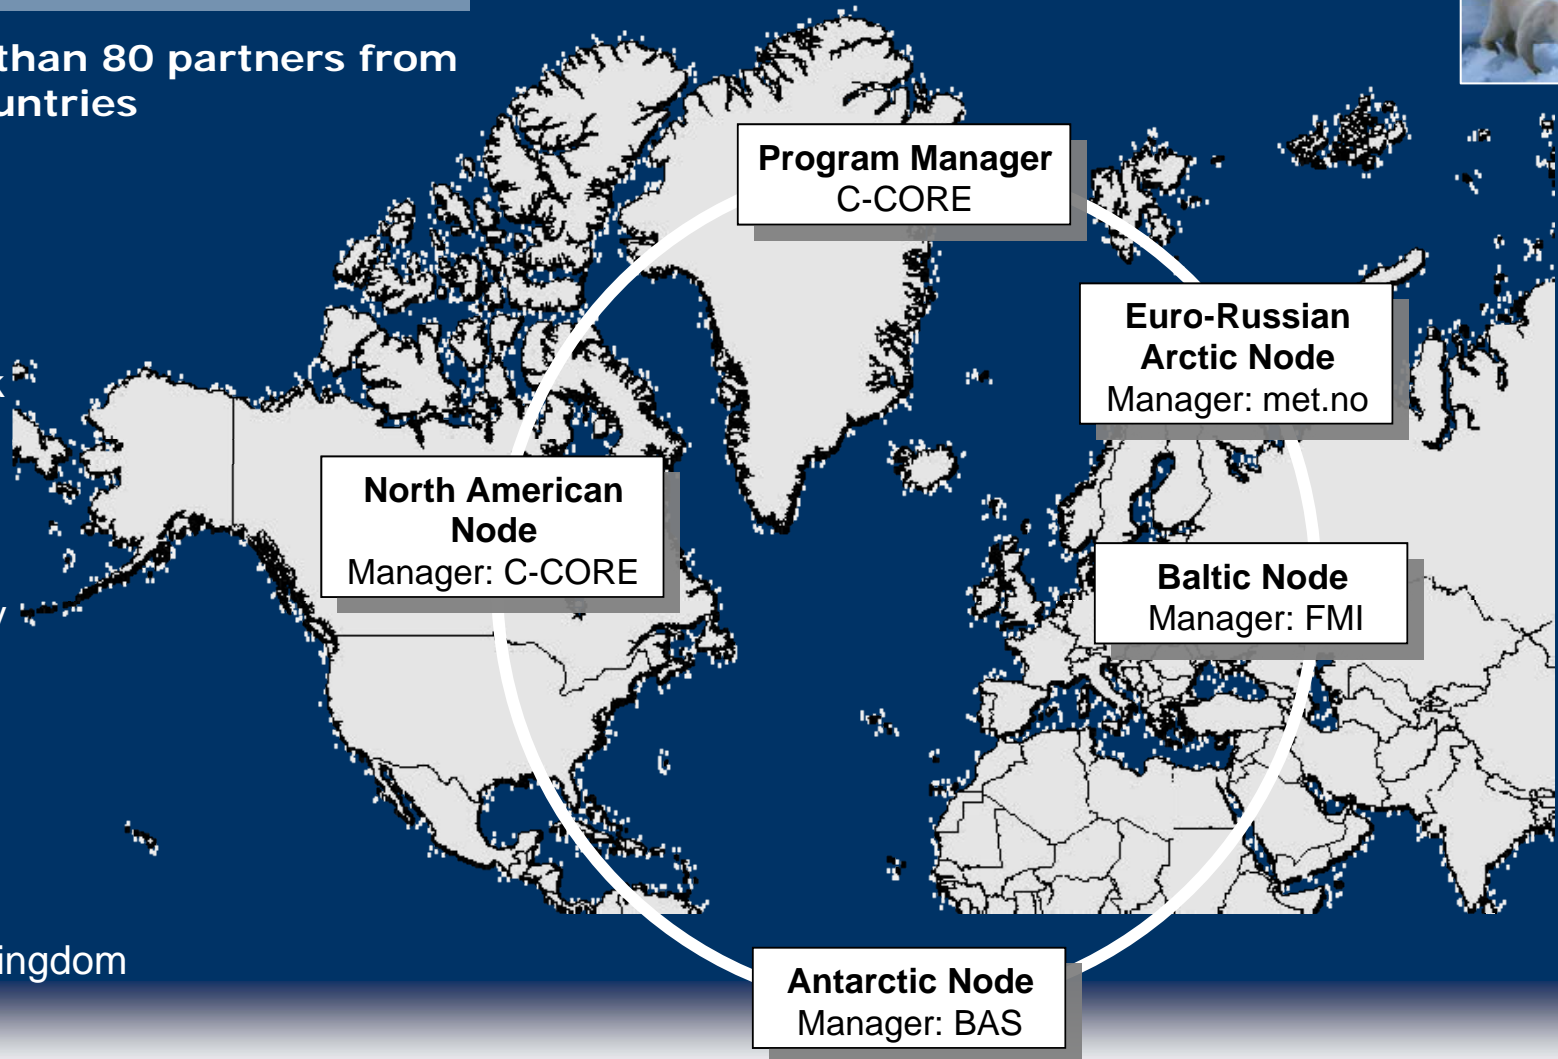 than 80 partners from
untries
Program Manager
C-CORE
Euro-Russian
Arctic Node
Manager: met.no
k
North American
Node
Manager: C-CORE
Baltic Node
Manager: FMI
y
ingdom
Antarctic Node
Manager: BAS